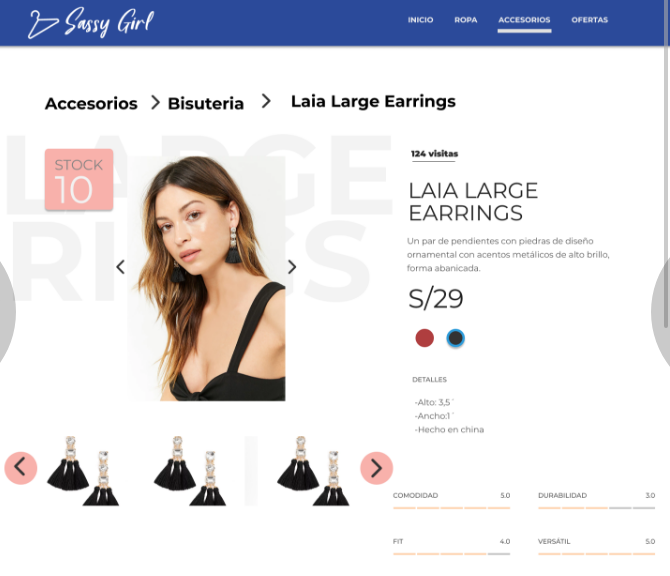 Sassy Girl
INICIO ROPA ACCESORIOS OFERTAS
Accesorios > Bisuteria > Laia Large Earrings
LARGE
RINGS
STOCK
10
124 visitas
LAIA LARGE
EARRINGS
Un par de pendientes con piedras de diseño
ornamental con acentos metálicos de alto brillo,
forma abanicada.
S/29
DETALLES
-Alto: 3,5´
-Ancho:1´
-Hecho en china
COMODIDAD 5.0 DURABILIDAD 3.0
FIT 4.0 VERSÁTIL 5.0